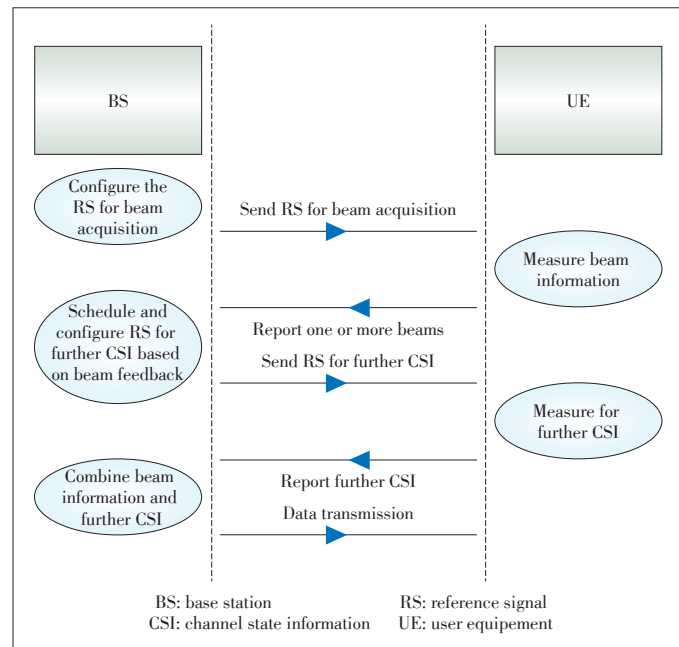 BS
UE
Configure the
RS for beam
acquisition
Send RS for beam acquisition
Measure beam
information
Schedule and
configure RS for
further CSI based
on beam feedback
Report one or more beams
Send RS for further CSI
Measure for
further CSI
Combine beam
information and
further CSI
Report further CSI
Data transmission
BS: base station
RS: reference signal
CSI: channel state information
UE: user equipement